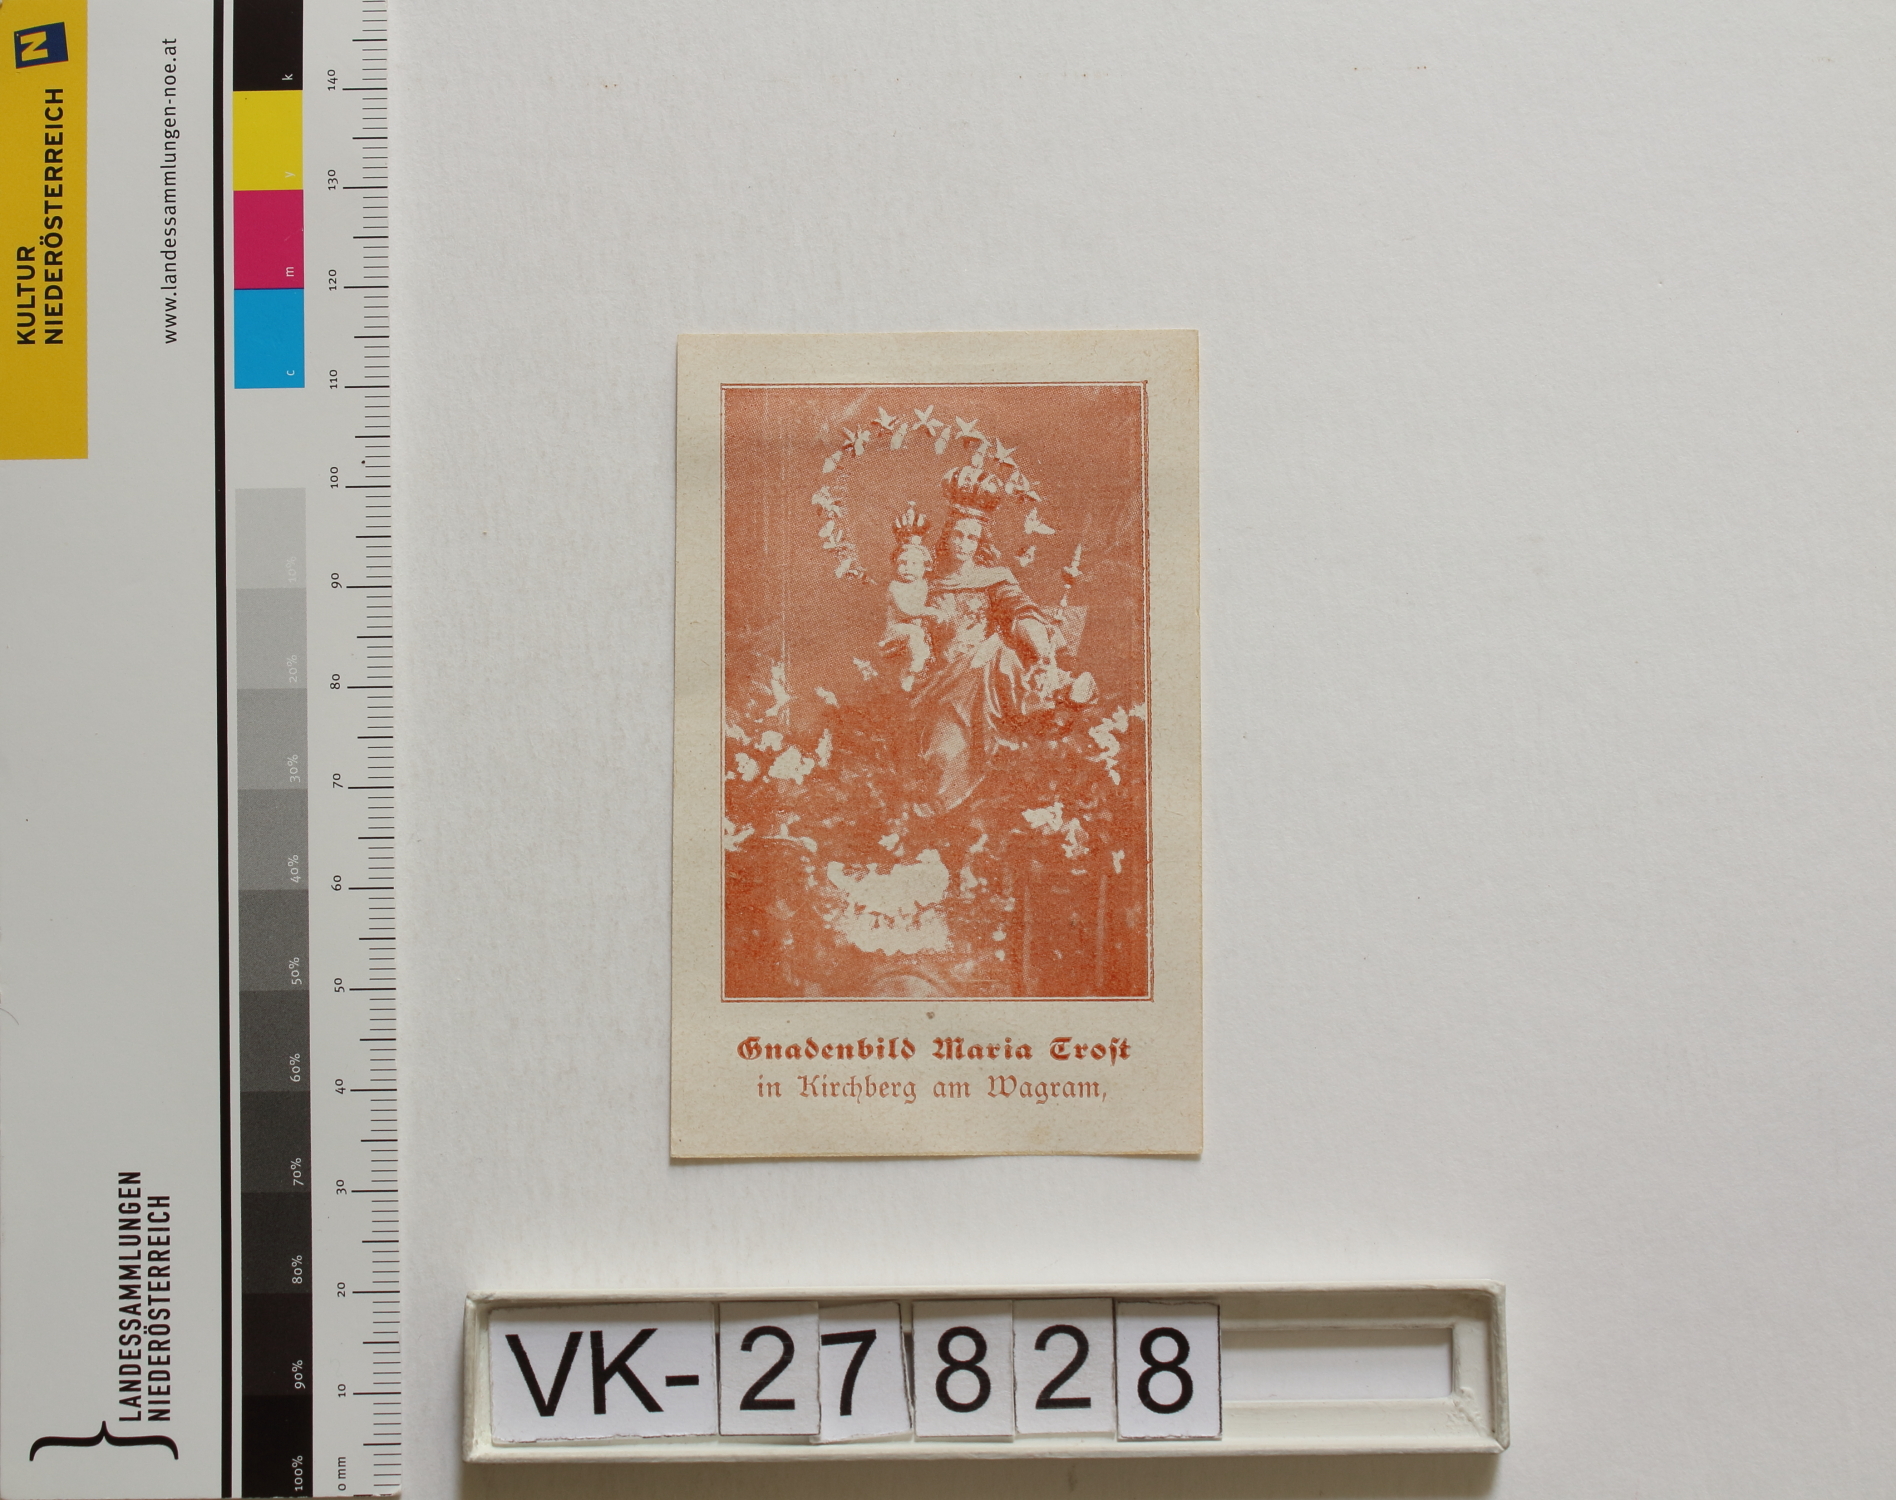 KULTUR
NIEDERÖSTERREICH
N
www.landessammlungen-noe.at
LANDESSAMMLUNGEN
NIEDERÖSTERREICH
k
y
m
c
10%
20%
30%
40%
50%
60%
70%
80%
90%
100%
140
130
120
110
100
90
80
70
60
50
40
30
20
10
0 mm
Gnadenbild Maria Trost
in Kirchberg am Wagram,
VK-27828